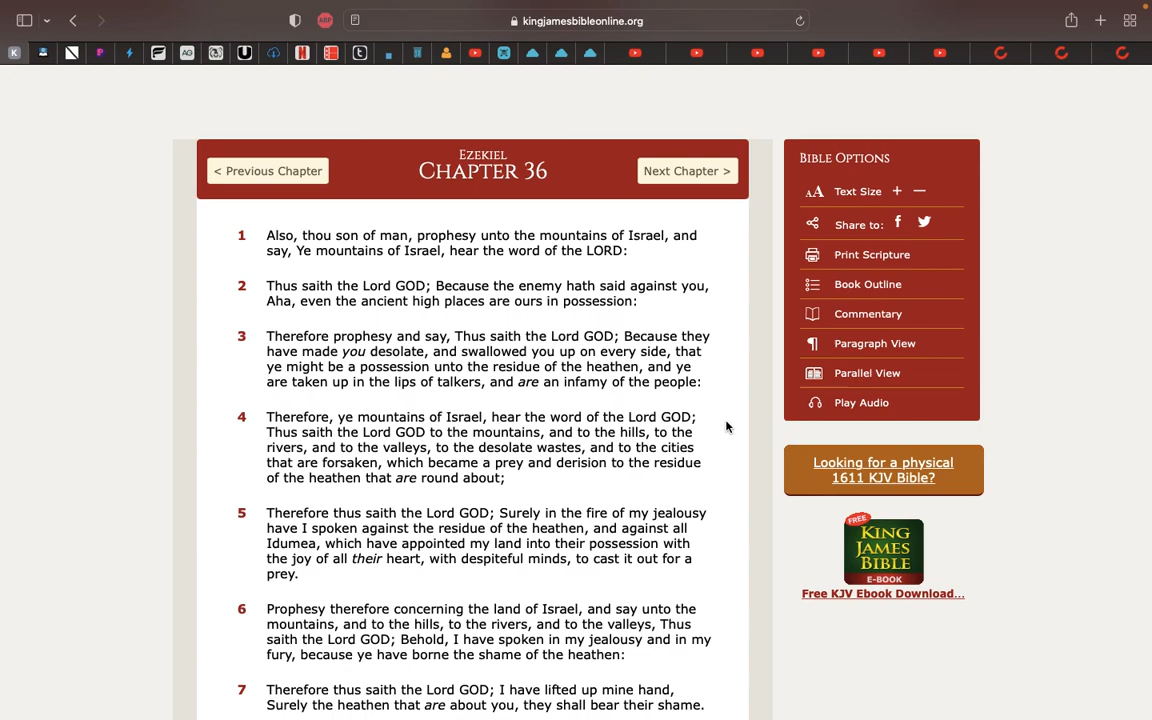 kingjamesbibleonline.org
ABP
K
AG
U
t
EZEKIEL
CHAPTER 36
< Previous Chapter
Next Chapter >
1 Also, thou son of man, prophesy unto the mountains of Israel, and
say, Ye mountains of Israel, hear the word of the LORD:
2 Thus saith the Lord GOD; Because the enemy hath said against you,
Aha, even the ancient high places are ours in possession:
3 Therefore prophesy and say, Thus saith the Lord GOD; Because they
have made you desolate, and swallowed you up on every side, that
ye might be a possession unto the residue of the heathen, and ye
are taken up in the lips of talkers, and are an infamy of the people:
4 Therefore, ye mountains of Israel, hear the word of the Lord GOD;
Thus saith the Lord GOD to the mountains, and to the hills, to the
rivers, and to the valleys, to the desolate wastes, and to the cities
that are forsaken, which became a prey and derision to the residue
of the heathen that are round about;
5 Therefore thus saith the Lord GOD; Surely in the fire of my jealousy
have I spoken against the residue of the heathen, and against all
Idumea, which have appointed my land into their possession with
the joy of all their heart, with despiteful minds, to cast it out for a
prey.
6 Prophesy therefore concerning the land of Israel, and say unto the
mountains, and to the hills, to the rivers, and to the valleys, Thus
saith the Lord GOD; Behold, I have spoken in my jealousy and in my
fury, because ye have borne the shame of the heathen:
7 Therefore thus saith the Lord GOD; I have lifted up mine hand,
Surely the heathen that are about you, they shall bear their shame.
BIBLE OPTIONS
AA Text Size + −
Share to:
Print Scripture
Book Outline
Commentary
Paragraph View
Parallel View
Play Audio
Looking for a physical
1611 KJV Bible?
FREE
KING
JAMES
BIBLE
E-BOOK
Free KJV Ebook Download...